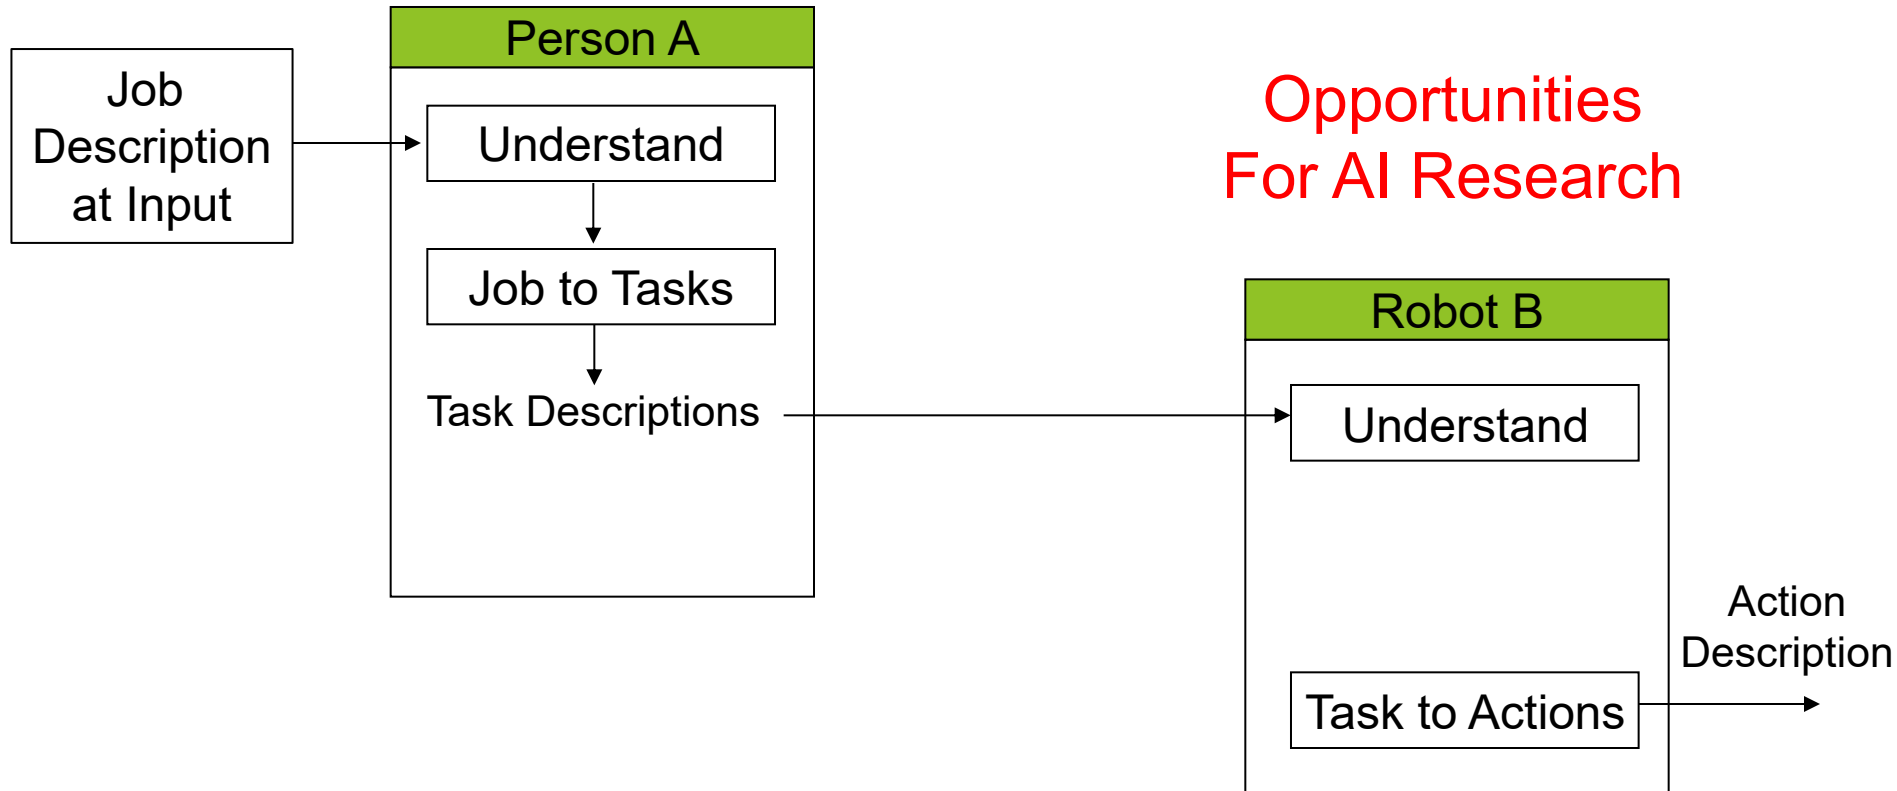 Person A
Job
Description
at Input
Understand
Job to Tasks
Task Descriptions
Opportunities
For AI Research
Robot B
Understand
Task to Actions
Action
Description